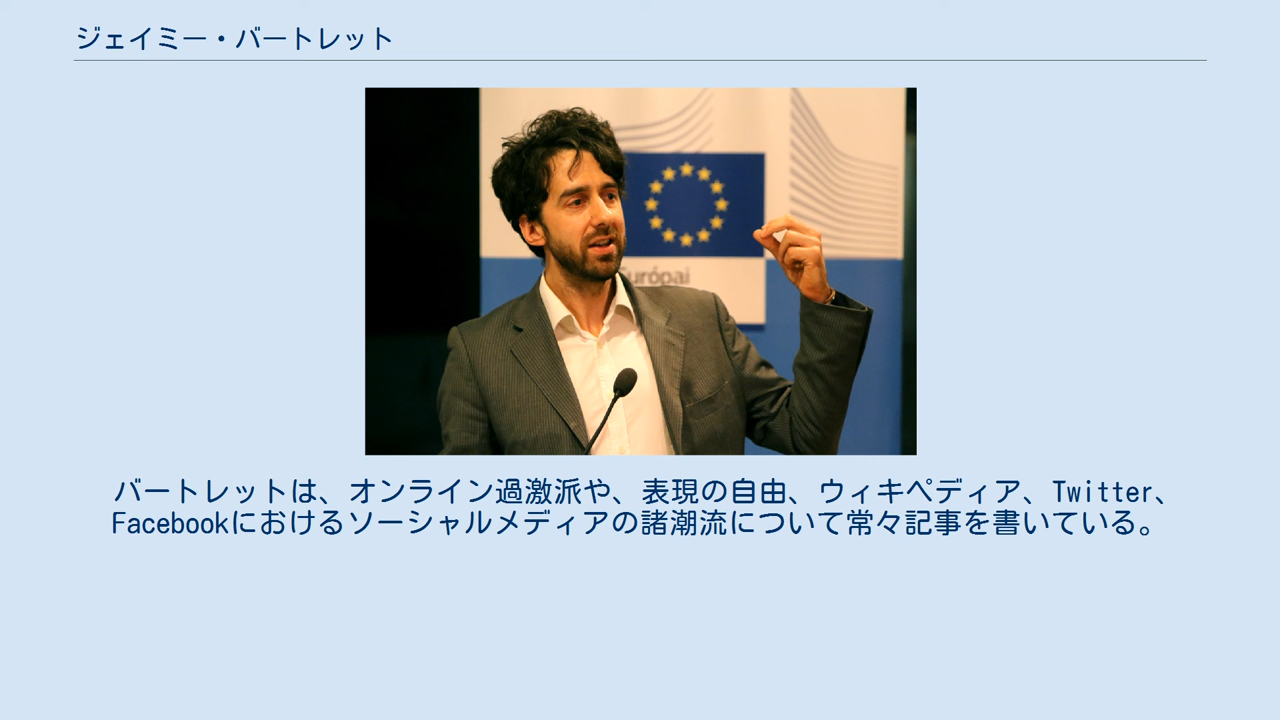 ジェイミー・バートレット
Európai
バートレットは、オンライン過激派や、表現の自由、ウィキペディア、Twitter、
Facebookにおけるソーシャルメディアの諸潮流について常々記事を書いている。